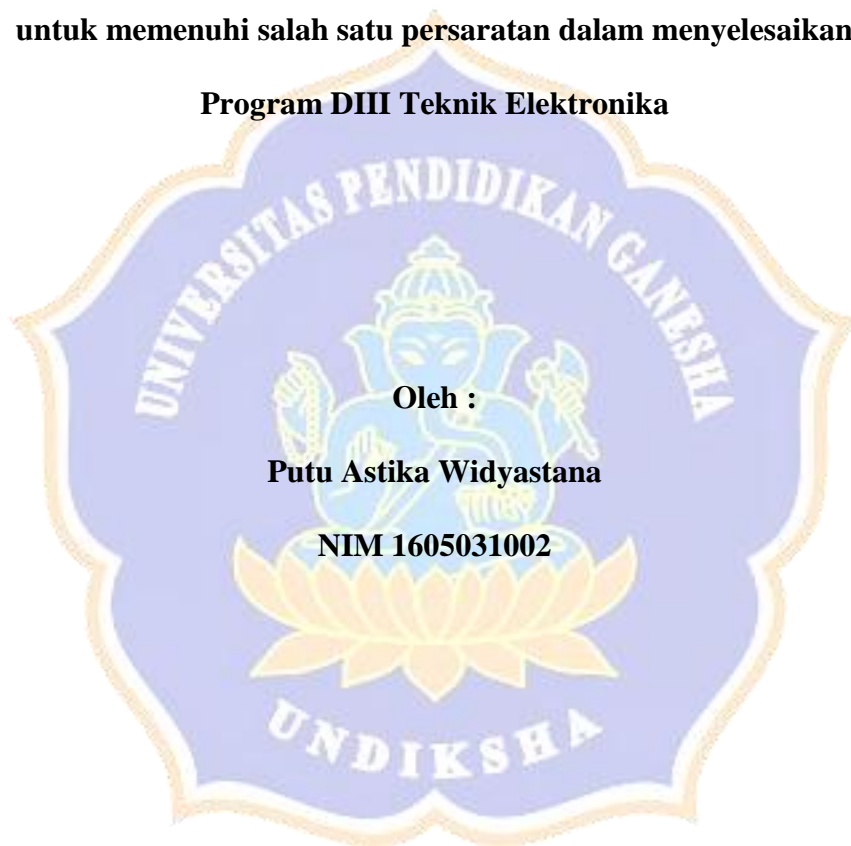 untuk memenuhi salah satu persaratan dalam menyelesaikan
Program DIII Teknik Elektronika
UNIVERSITAS PENDIDIKAN GANESHA
Oleh :
Putu Astika Widyastana
NIM 1605031002
UNDIKSHA